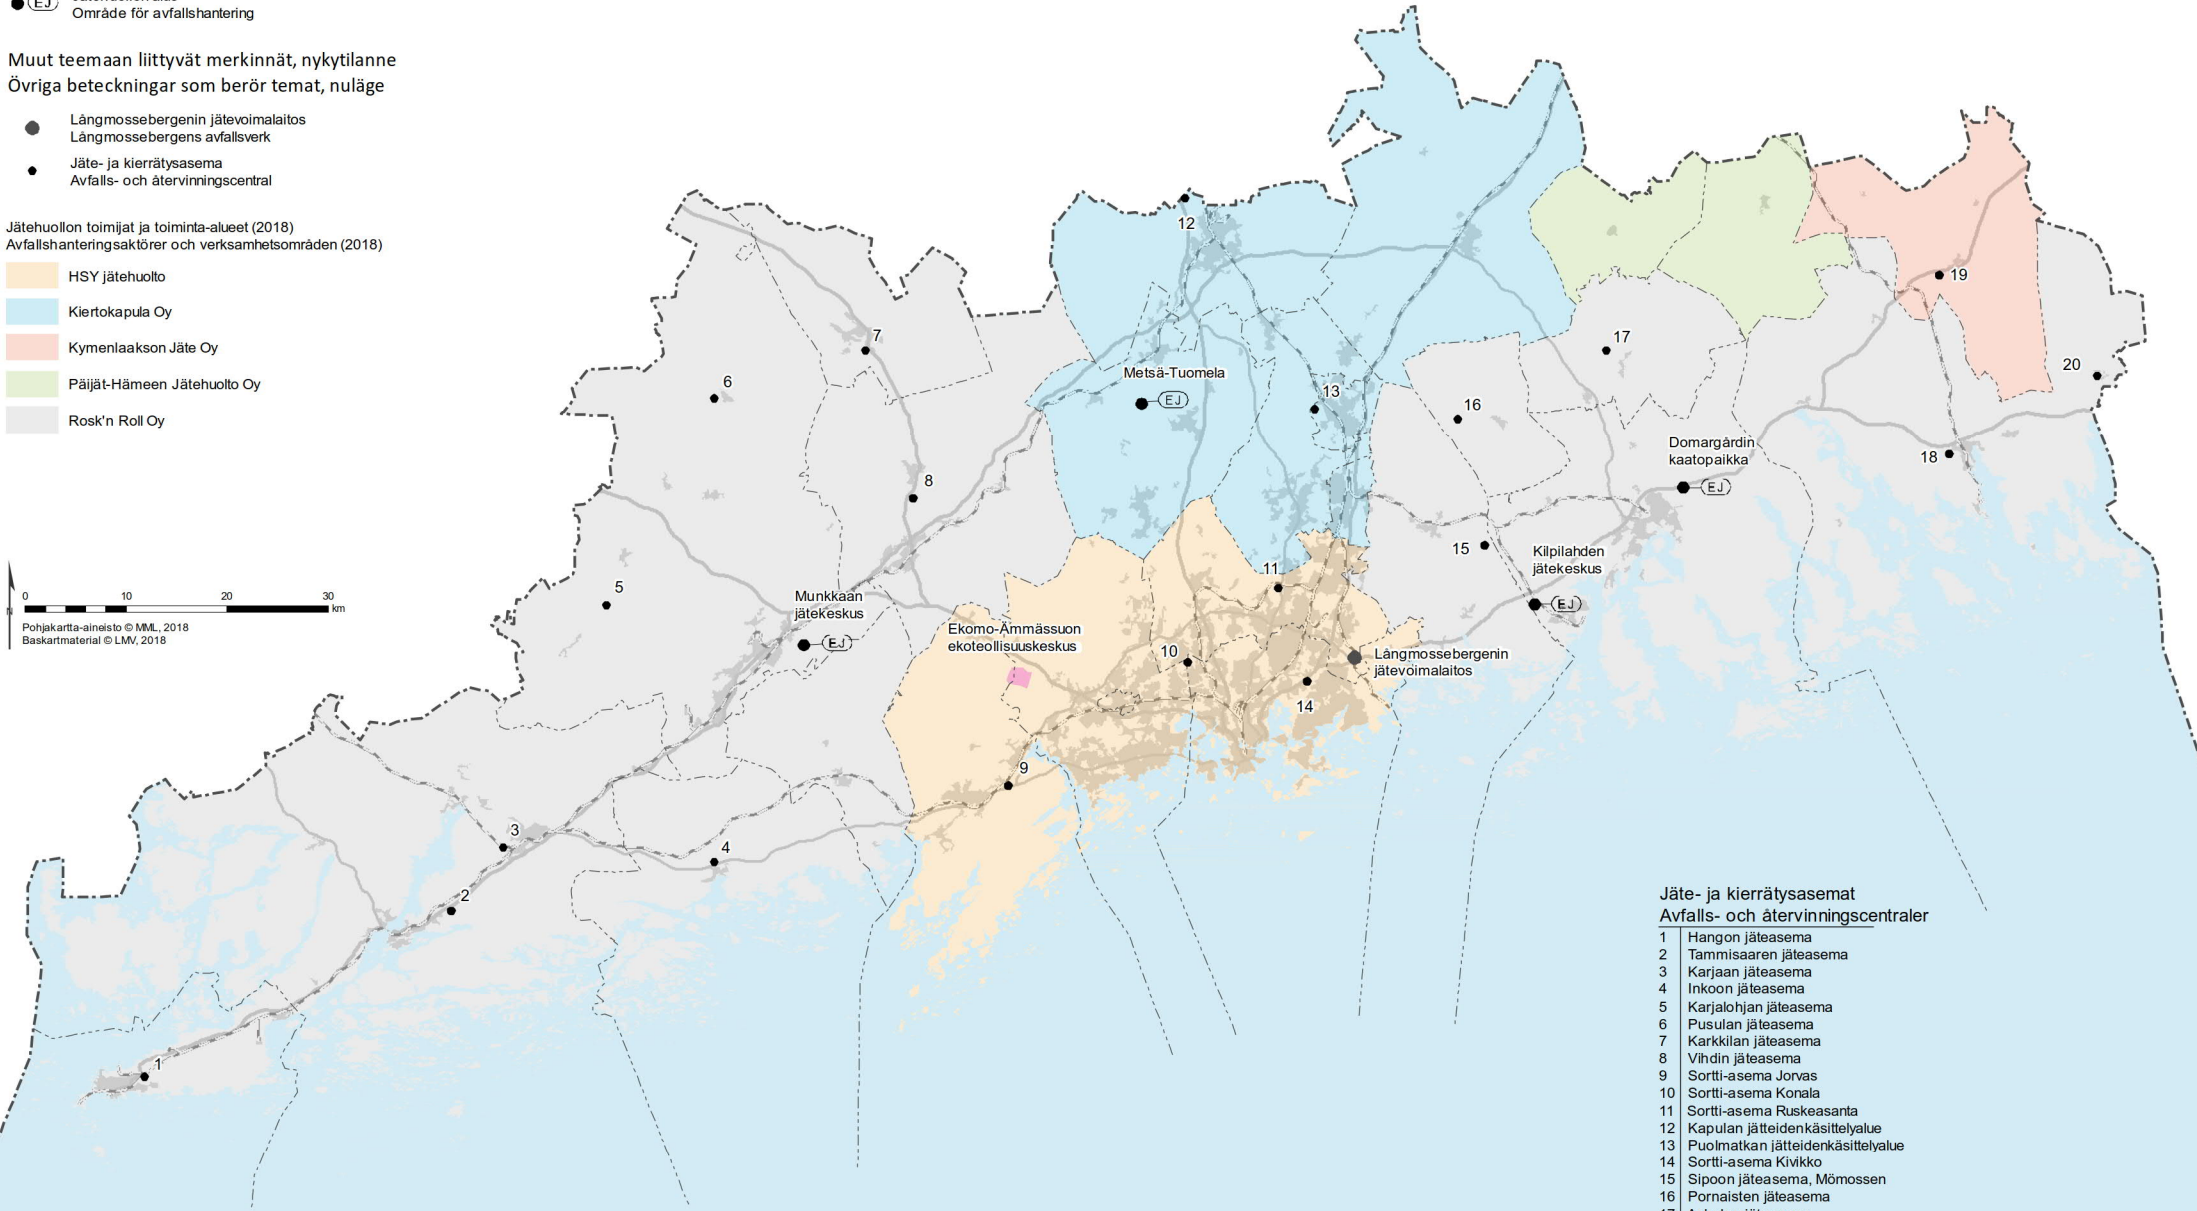 EJ
Område för avfallshantering
Muut teemaan liittyvät merkinnät, nykytilanne
Övriga beteckningar som berör temat, nuläge
Långmossebergenin jätevoimalaitos
Långmossebergens avfallsverk
Jäte- ja kierrätysasema
Avfalls- och återvinningscentral
Jätehuollon toimijat ja toiminta-alueet (2018)
Avfallshanteringsaktörer och verksamhetsområden (2018)
HSY jätehuolto
Kiertokapula Oy
Kymenlaakson Jäte Oy
Päijät-Hämeen Jätehuolto Oy
Rosk'n Roll Oy
N
0 10 20 30
km
Pohjakartta-aineisto © MML, 2018
Baskartmaterial © LMV, 2018
12
7
6
8
5
Metsä-Tuomela
EJ
13
16
17
19
20
18
Domargårdin
kaatopaikka
EJ
15
Kilpilahden
jätekeskus
EJ
Munkkaan
jätekeskus
EJ
Ekomo-Ämmässuon
ekoteollisuuskeskus
11
10
Långmossebergenin
jätevoimalaitos
14
9
3
4
2
1
Jäte- ja kierrätysasemat
Avfalls- och återvinningscentraler
1 Hangon jäteasema
2 Tammisaaren jäteasema
3 Karjaan jäteasema
4 Inkoon jäteasema
5 Karjalohjan jäteasema
6 Pusulan jäteasema
7 Karkkilan jäteasema
8 Vihdin jäteasema
9 Sortti-asema Jorvas
10 Sortti-asema Konala
11 Sortti-asema Ruskeasanta
12 Kapulan jätteidenkäsittelyalue
13 Puolmatkan jätteidenkäsittelyalue
14 Sortti-asema Kivikko
15 Sipoon jäteasema, Mömossen
16 Pornaisten jäteasema